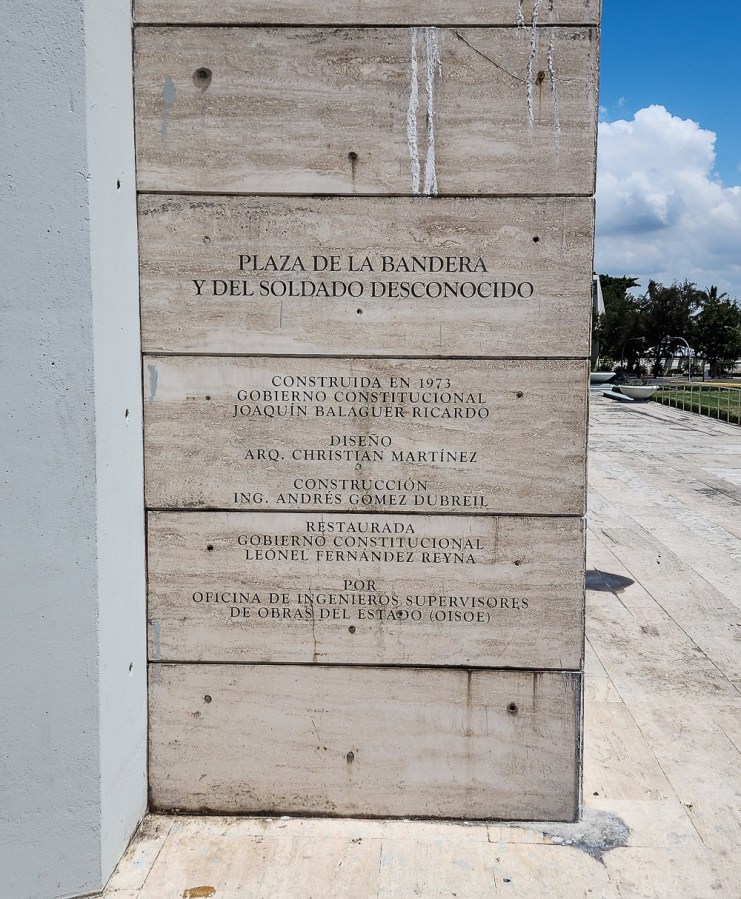 PLAZA DE LA BANDERA
Y DEL SOLDADO DESCONOCIDO
CONSTRUIDA EN 1973
GOBIERNO CONSTITUCIONAL
JOAQUÍN BALAGUER RICARDO
DISEÑO
ARQ. CHRISTIAN MARTÍNEZ
CONSTRUCCIÓN
ING. ANDRÉS GÓMEZ DUBREIL
RESTAURADA
GOBIERNO CONSTITUCIONAL
LEONEL FERNÁNDEZ REYNA
POR
OFICINA DE INGENIEROS SUPERVISORES
DE OBRAS DEL ESTADO (OISOE)